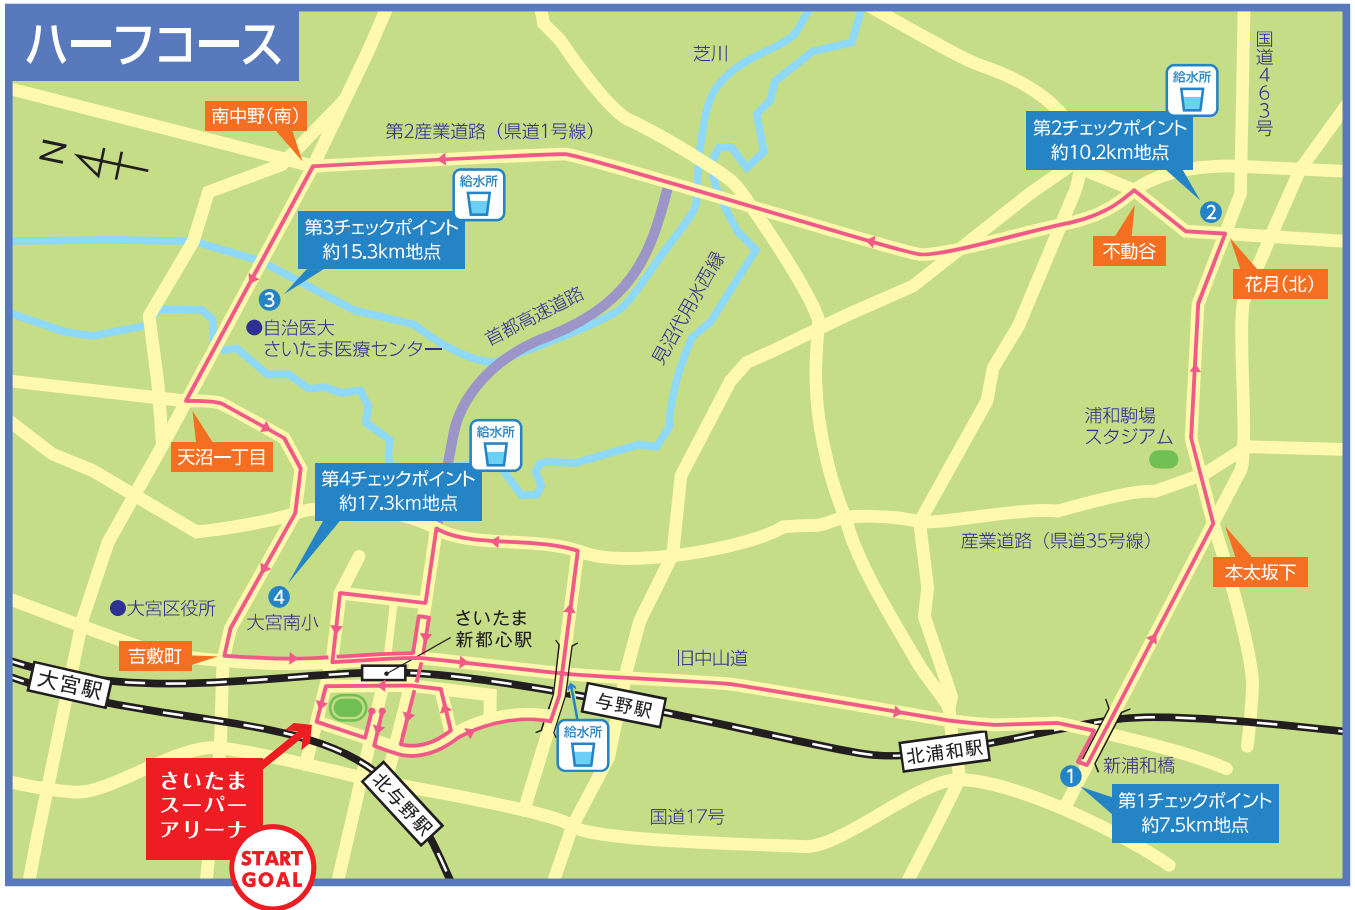 ハーフコース
芝川
国道463号
給水所
南中野(南)
第2産業道路（県道1号線）
第2チェックポイント
約10.2km地点
N
給水所
2
第3チェックポイント
約15.3km地点
不動谷
花月(北)
3
首都高速道路
見沼代用水西縁
自治医大
さいたま医療センター
給水所
浦和駒場
スタジアム
天沼一丁目
第4チェックポイント
約17.3km地点
産業道路（県道35号線）
本太坂下
4
大宮区役所
大宮南小
さいたま
新都心駅
吉敷町
旧中山道
大宮駅
与野駅
給水所
北浦和駅
新浦和橋
1
第1チェックポイント
約7.5km地点
さいたま
スーパー
アリーナ
北与野駅
国道17号
START
GOAL